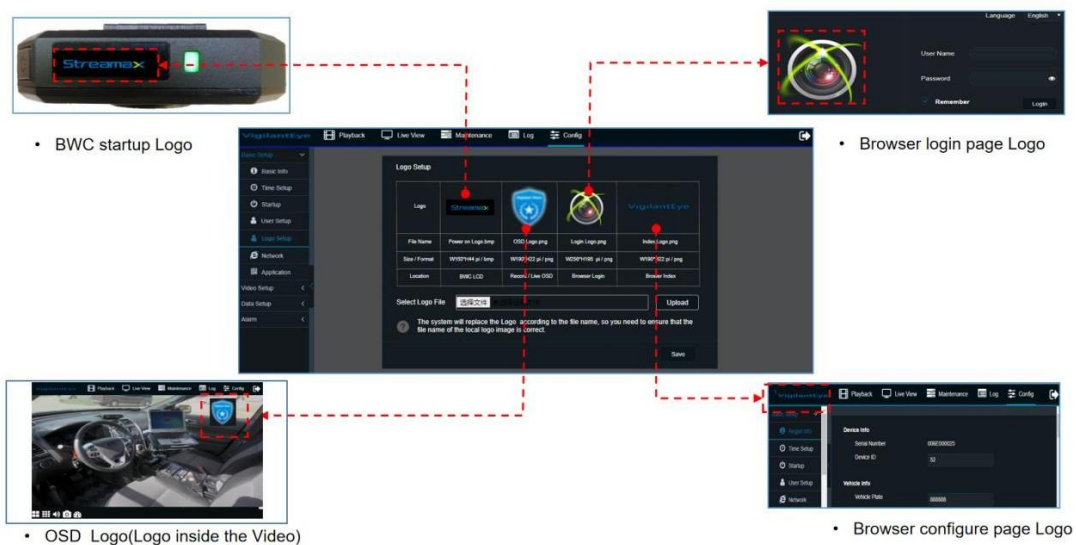 Streamax
• BWC startup Logo
Language English
User Name
Password
Remember
Login
• Browser login page Logo
VigilantEye Playback Live View Maintenance Log Config
Basic Setup
Basic Info
Time Setup
Startup
User Setup
Logo Setup
Network
Application
Video Setup
Data Setup
Alarm
Logo Setup
Logo Streamax VigilantEye
File Name Power on Logo.bmp OSD Logo.png Login Logo.png Index Logo.png
Size / Format
Location BWC LCD Record / Live OSD Browser Login Broser Index
Select Logo File 选择文件 Upload
The system will replace the Logo according to the file name, so you need to ensure that the
file name of the local logo image is correct.
Save
Playback Live View Maintenance Log Config
• OSD Logo(Logo inside the Video)
VigilantEye Playback Live View Maintenance Log Config
Time Setup
Startup
User Setup
Network
Device Info
Serial Number
Device ID
Vehicle Info
Vehicle Plate
• Browser configure page Logo